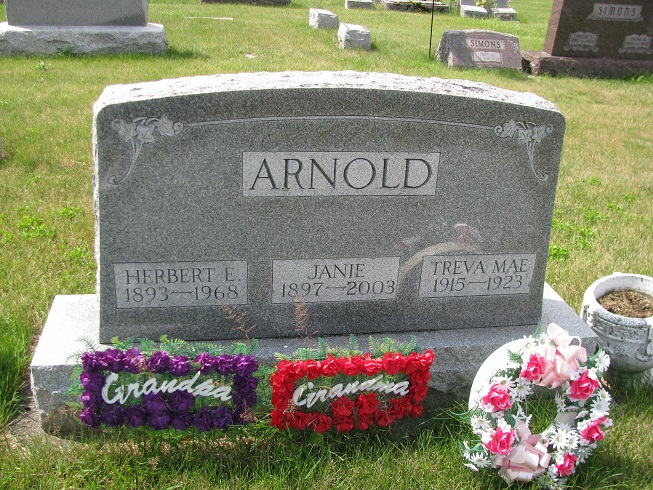 SIMONS
SIMONS
ARNOLD
HERBERT E.
1893—1968
JANIE
1897—2003
TREVA MAE
1915—1923
Grandpa
Grandma